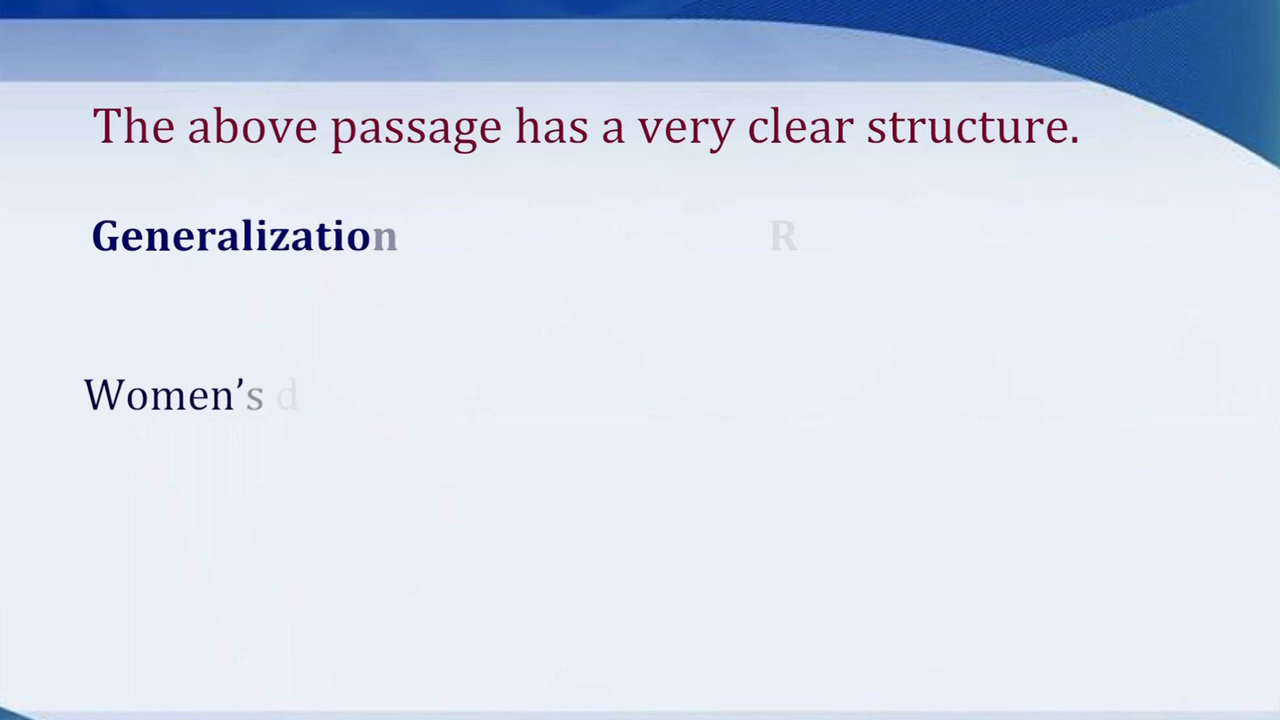 The above passage has a very clear structure.
Generalization R
Women’s d